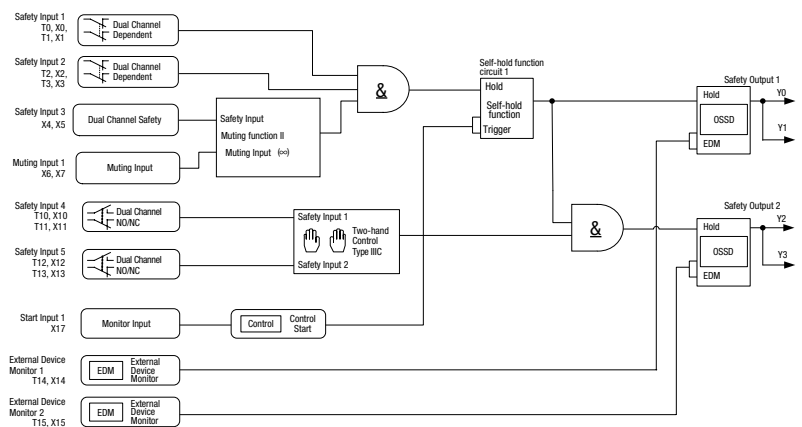 Safety Input 1
T0, X0,
T1, X1
Dual Channel
Dependent
Safety Input 2
T2, X2,
T3, X3
Dual Channel
Dependent
Safety Input 3
X4, X5
Dual Channel Safety
Muting Input 1
X6, X7
Muting Input
Safety Input
Muting function II
Muting Input (∞)
&
Self-hold function
circuit 1
Hold
Self-hold
function
Trigger
Safety Output 1
Hold
OSSD
EDM
Y0
Y1
Safety Input 4
T10, X10
T11, X11
Dual Channel
NO/NC
Safety Input 5
T12, X12
T13, X13
Dual Channel
NO/NC
Safety Input 1
Two-hand
Control
Type IIIC
Safety Input 2
&
Safety Output 2
Hold
OSSD
EDM
Y2
Y3
Start Input 1
X17
Monitor Input
Control
Control
Start
External Device
Monitor 1
T14, X14
EDM
External
Device
Monitor
External Device
Monitor 2
T15, X15
EDM
External
Device
Monitor